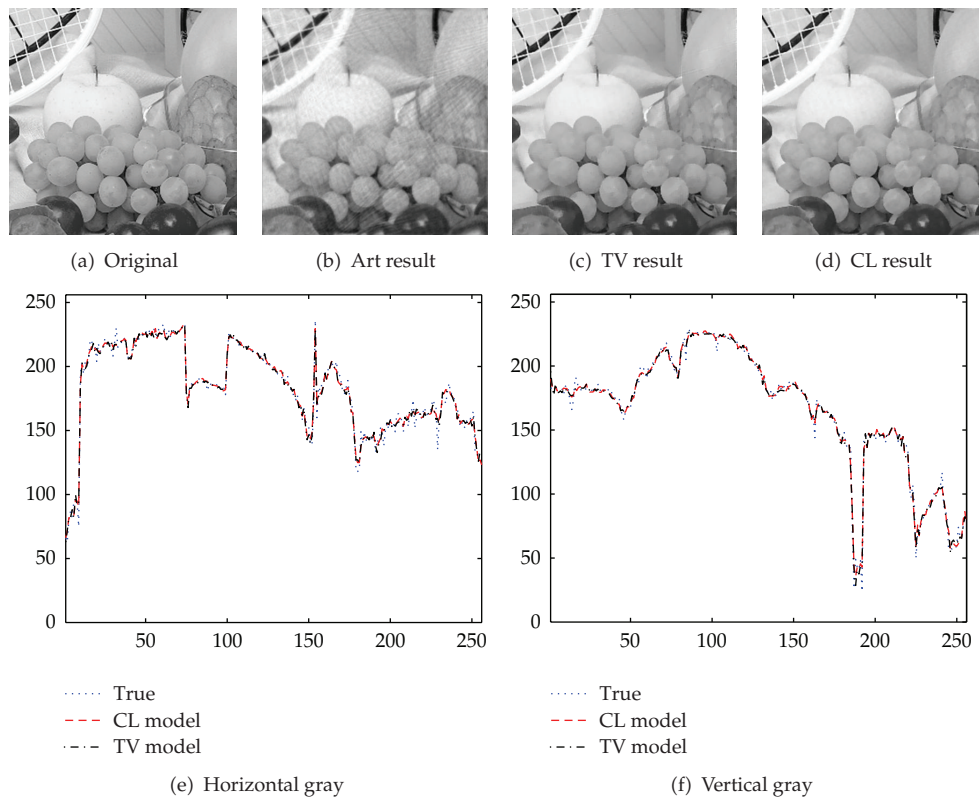 (a) Original
(b) Art result
(c) TV result
(d) CL result
250
200
150
100
50
0
50
100
150
200
250
True
CL model
TV model
(e) Horizontal gray
250
200
150
100
50
0
50
100
150
200
250
True
CL model
TV model
(f) Vertical gray